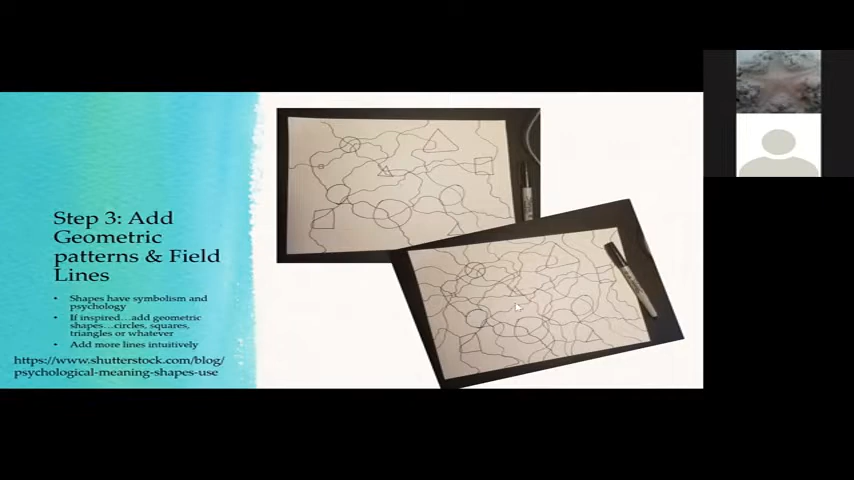 Step 3: Add
Geometric
patterns & Field
Lines
• Shapes have symbolism and
psychology
• If inspired...add geometric
shapes...circles, squares,
triangles or whatever
• Add more lines intuitively
https://www.shutterstock.com/blog/
psychological-meaning-shapes-use